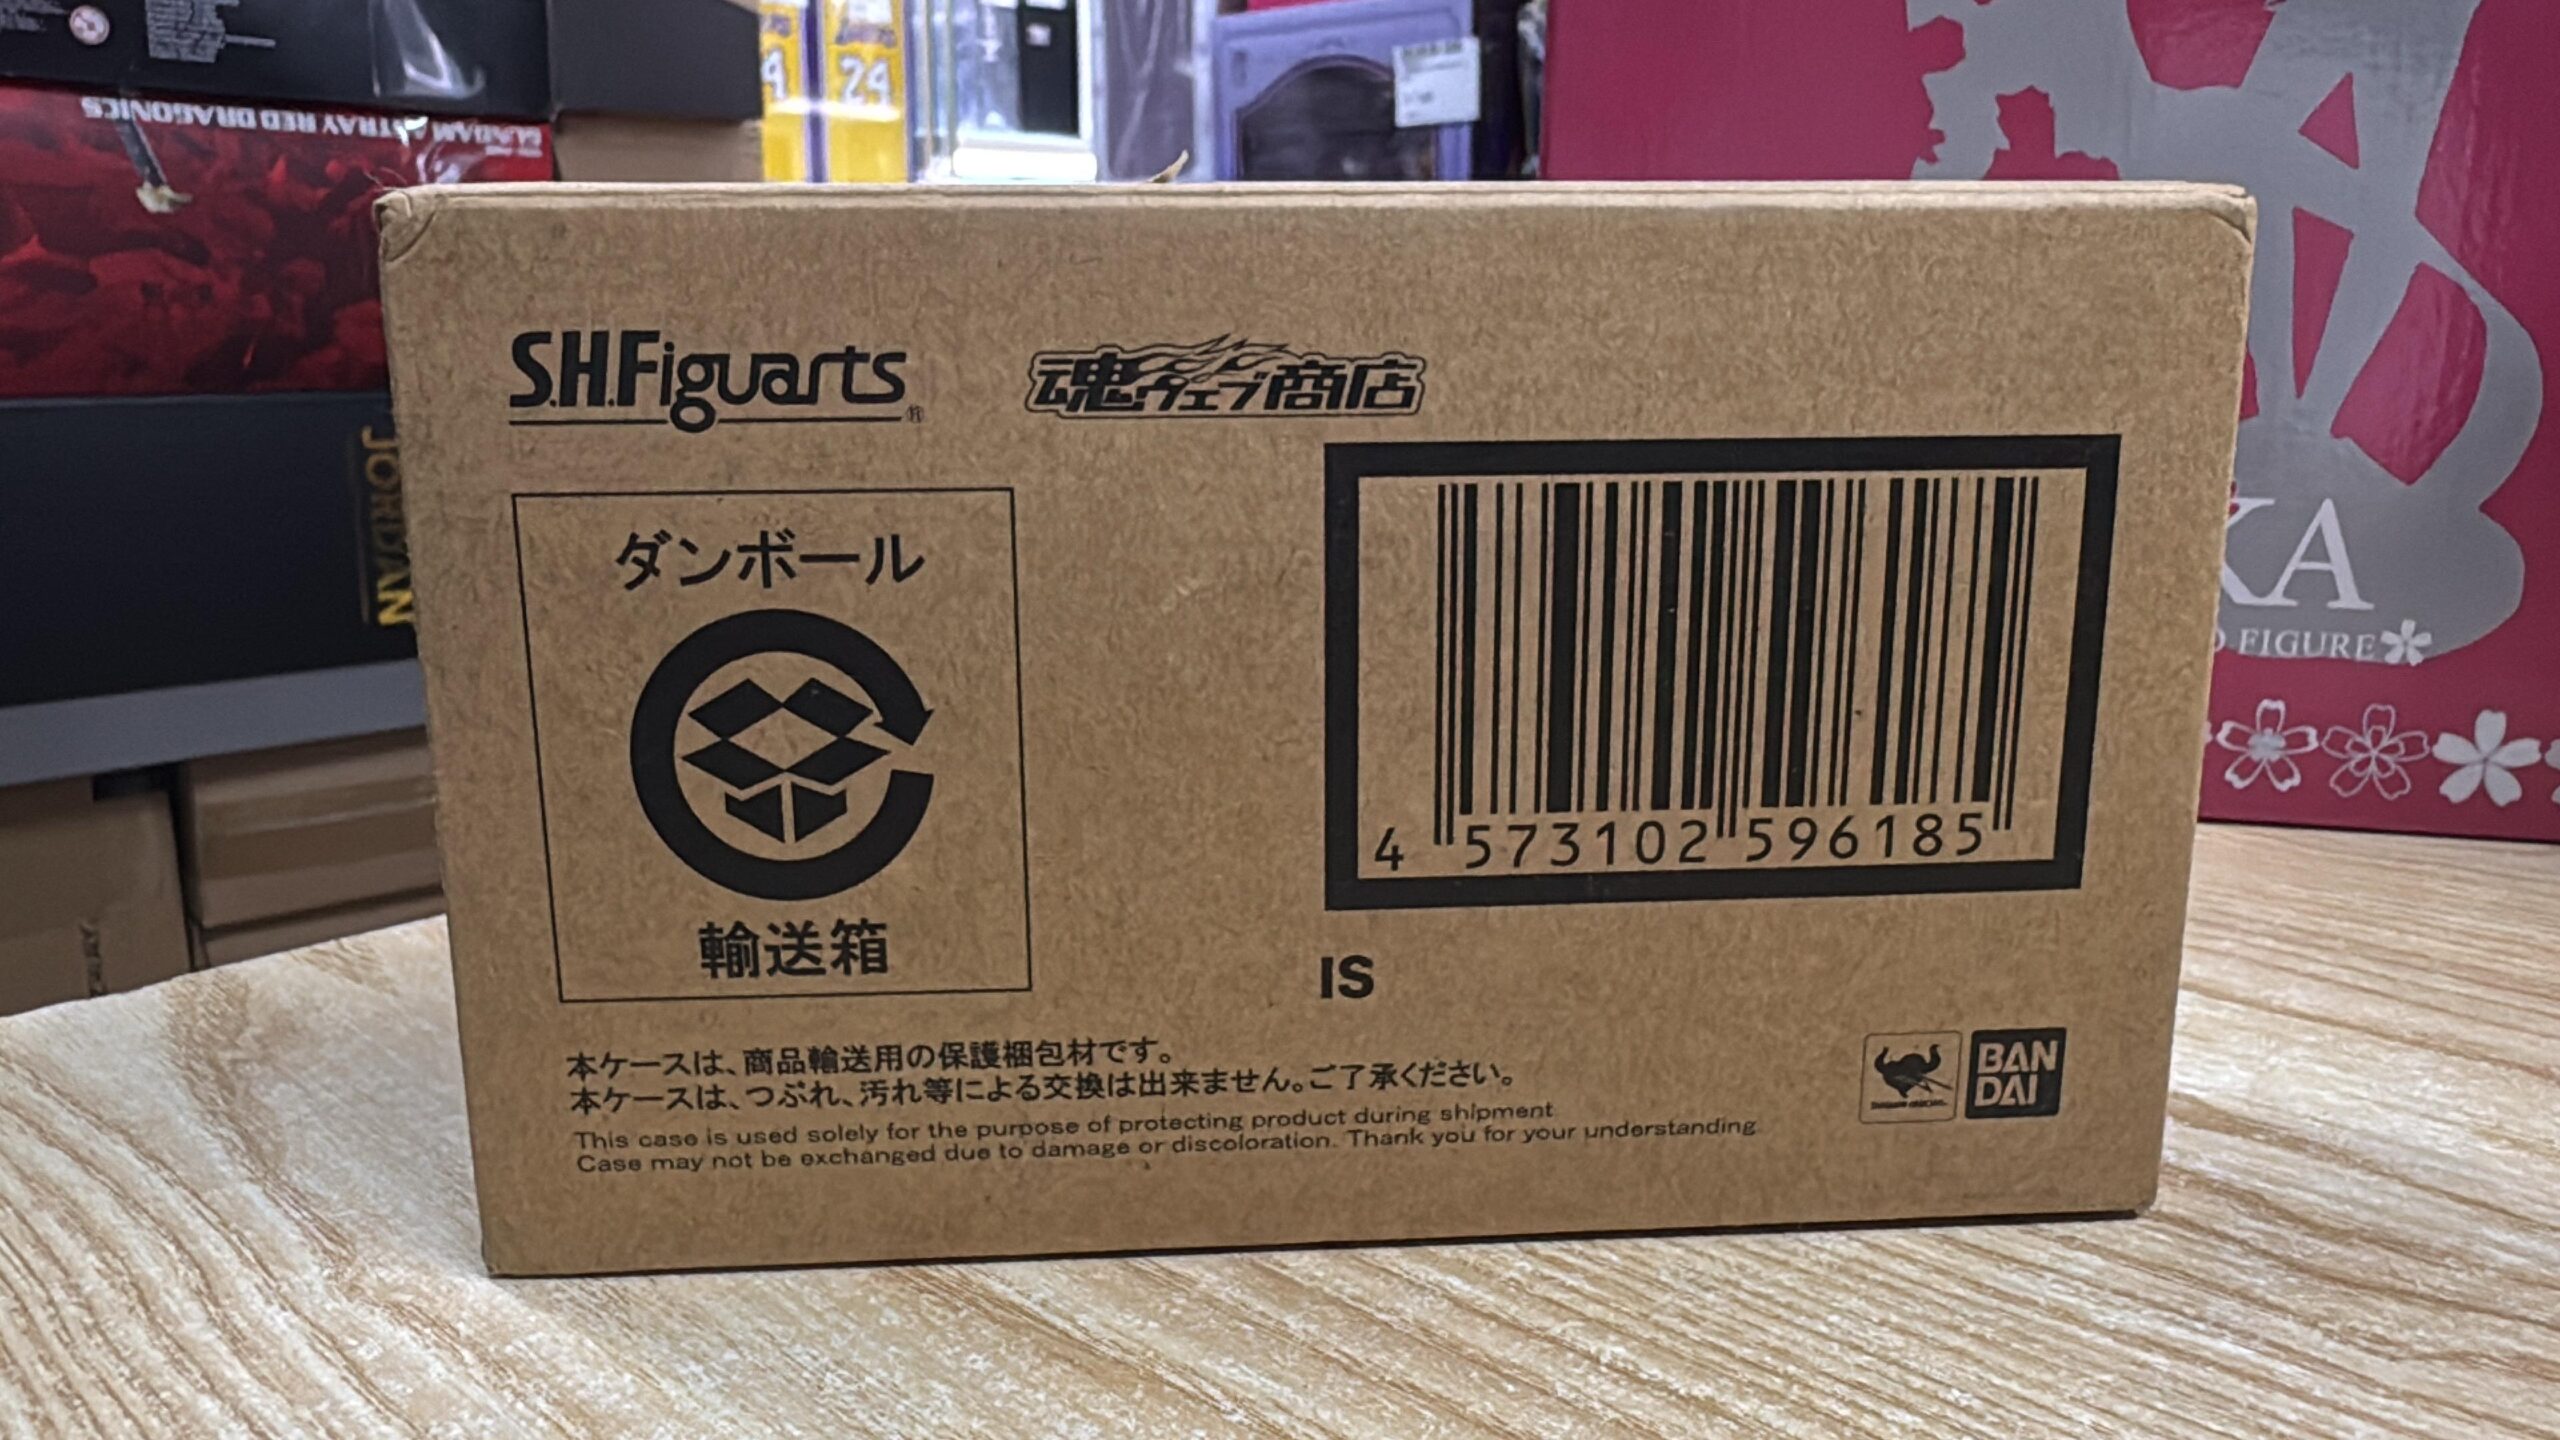 GUNDAM ASTRAY RED DRAGONICS
24
JORDAN
KA
FIGURE
S.H.Figuarts
魂ウェブ商店
ダンボール
輸送箱
4 573102 596185
IS
本ケースは、商品輸送用の保護梱包材です。
本ケースは、つぶれ、汚れ等による交換は出来ません。ご了承ください。
This case is used solely for the purpose of protecting product during shipment
Case may not be exchanged due to damage or discoloration. Thank you for your understanding
BAN
DAI